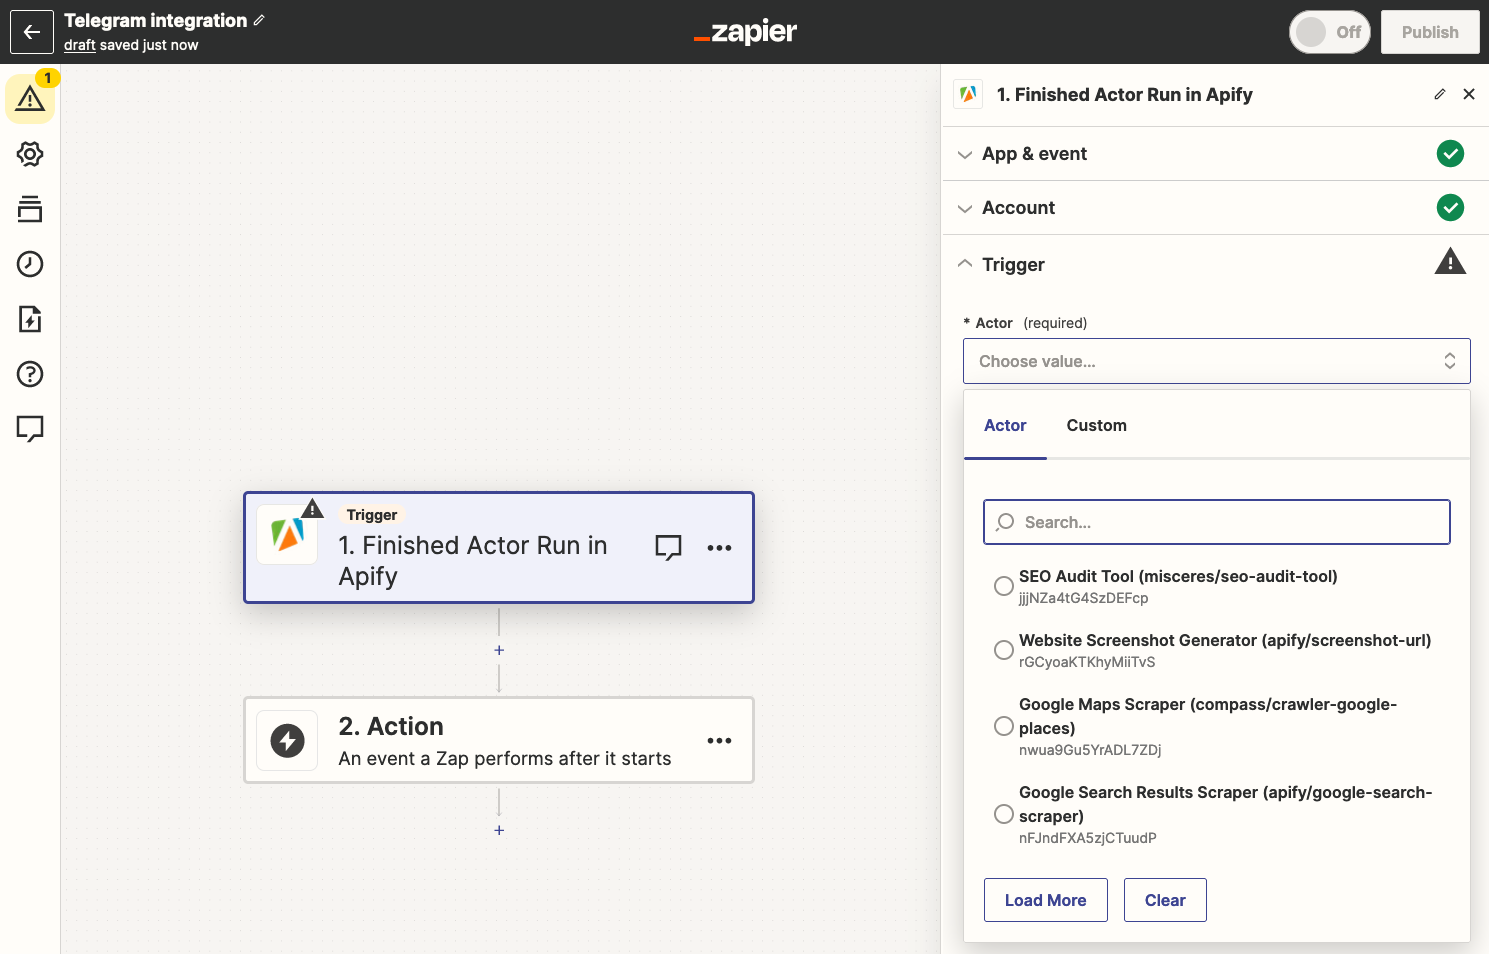 Telegram integration
draft saved just now
_zapier
Off
Publish
1
1. Finished Actor Run in Apify
App & event
Account
Trigger
* Actor (required)
Choose value...
Actor
Custom
Search...
SEO Audit Tool (misceres/seo-audit-tool)
jjjNZa4tG4SzDEFcp
Website Screenshot Generator (apify/screenshot-url)
rGCyoaKTKhyMiiTvS
Google Maps Scraper (compass/crawler-google-
places)
nwua9Gu5YrADL7ZDj
Google Search Results Scraper (apify/google-search-
scraper)
nFJndFXA5zjCTuudP
Load More
Clear
Trigger
1. Finished Actor Run in
Apify
2. Action
An event a Zap performs after it starts